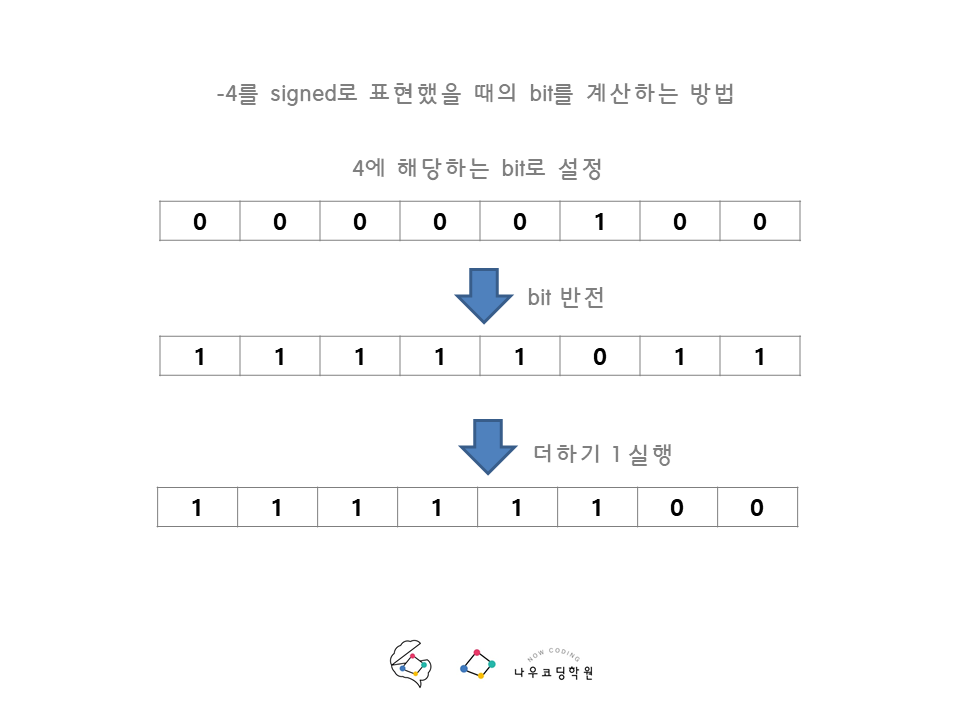 -4를 signed로 표현했을 때의 bit를 계산하는 방법
4에 해당하는 bit로 설정
0 0 0 0 0 1 0 0
bit 반전
1 1 1 1 1 0 1 1
더하기 1 실행
1 1 1 1 1 1 0 0
NOW CODING
나우코딩학원